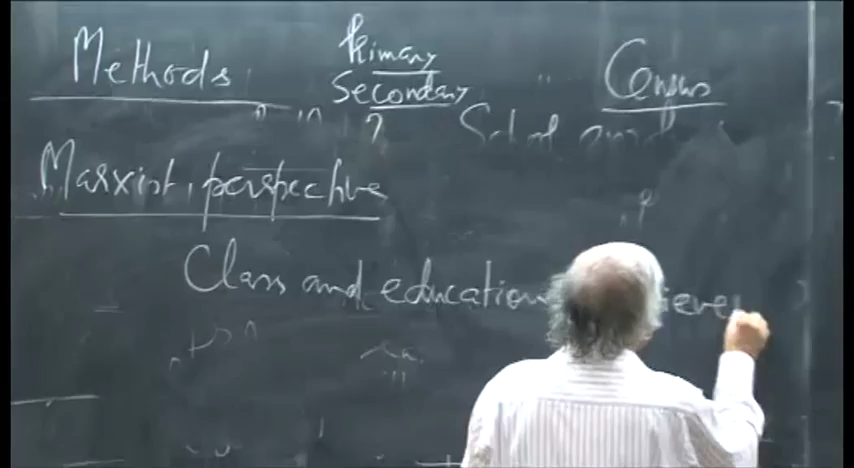 Methods Primary Census
Secondary
?
Marxist perspective
Class and education